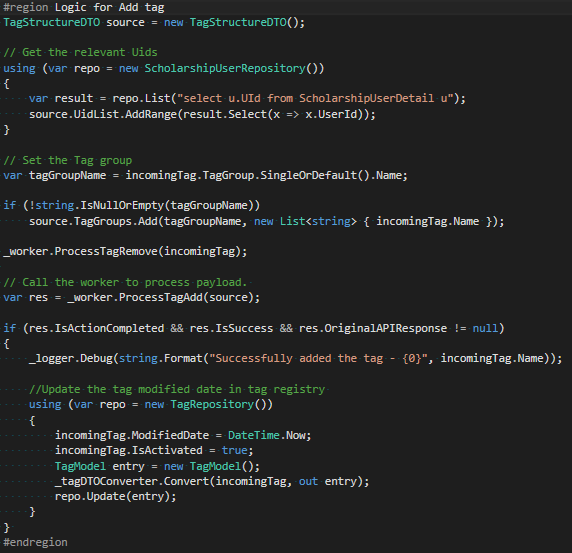 #region Logic for Add tag
TagStructureDTO source = new TagStructureDTO();
// Get the relevant Uids
using (var repo = new ScholarshipUserRepository())
{
var result = repo.List("select u.UId from ScholarshipUserDetail u");
source.UidList.AddRange(result.Select(x => x.UserId));
}
// Set the Tag group
var tagGroupName = incomingTag.TagGroup.SingleOrDefault().Name;
if (!string.IsNullOrEmpty(tagGroupName))
source.TagGroups.Add(tagGroupName, new List<string> { incomingTag.Name });
_worker.ProcessTagRemove(incomingTag);
// Call the worker to process payload.
var res = _worker.ProcessTagAdd(source);
if (res.IsActionCompleted && res.IsSuccess && res.OriginalAPIResponse != null)
{
_logger.Debug(string.Format("Successfully added the tag - {0}", incomingTag.Name));
//Update the tag modified date in tag registry
using (var repo = new TagRepository())
{
incomingTag.ModifiedDate = DateTime.Now;
incomingTag.IsActivated = true;
TagModel entry = new TagModel();
_tagDTOConverter.Convert(incomingTag, out entry);
repo.Update(entry);
}
}
#endregion